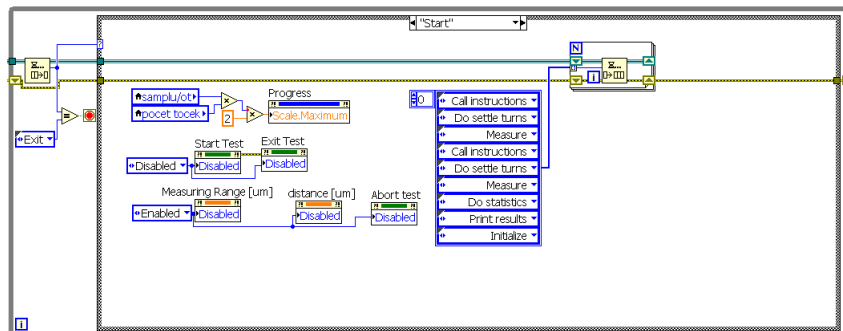 "Start"
?
N
i
samplu/ot
pocet tocek
2
Progress
Scale.Maximum
0
Call instructions
Do settle turns
Measure
Call instructions
Do settle turns
Measure
Do statistics
Print results
Initialize
=
Exit
Start Test
Exit Test
Disabled
Disabled
Disabled
Measuring Range [um]
distance [um]
Abort test
Enabled
Disabled
Disabled
Disabled
i